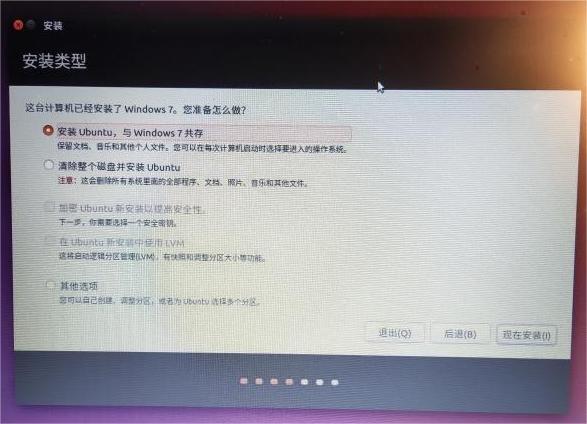 安装
安装类型
这台计算机已经安装了 Windows 7。您准备怎么做?
安装 Ubuntu,与 Windows 7 共存
保留文档、音乐和其他个人文件。您可以在每次计算机启动时选择要进入的操作系统。
清除整个磁盘并安装 Ubuntu
注意:这会删除所有系统里面的全部程序、文档、照片、音乐和其他文件。
加密 Ubuntu 新安装以提高安全性。
下一步,你需要选择一个安全密钥。
在 Ubuntu 新安装中使用 LVM
这将启动逻辑分区管理(LVM),有快照和调整分区大小等功能。
其他选项
您可以自己创建、调整分区,或者为 Ubuntu 选择多个分区。
退出(Q)
后退(B)
现在安装(I)